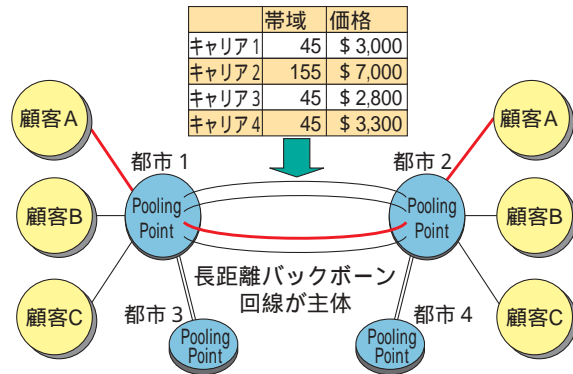 帯域 価格
キャリア1 45 $3,000
キャリア2 155 $7,000
キャリア3 45 $2,800
キャリア4 45 $3,300
顧客A
顧客A
都市1
都市2
顧客B
Pooling
Point
Pooling
Point
顧客B
長距離バックボーン
回線が主体
顧客C
都市3
都市4
顧客C
Pooling
Point
Pooling
Point